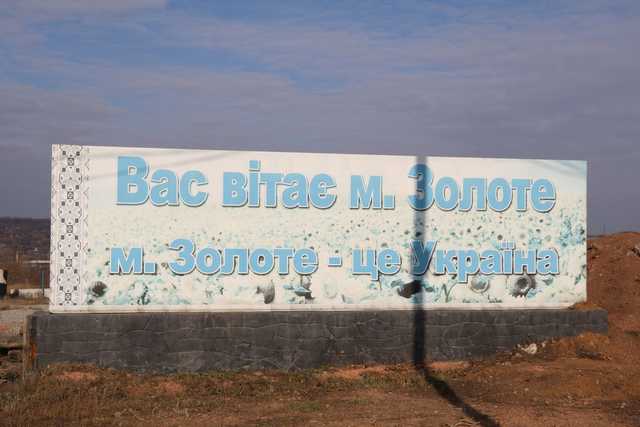 Вас вітає м. Золоте
м. Золоте - це Україна